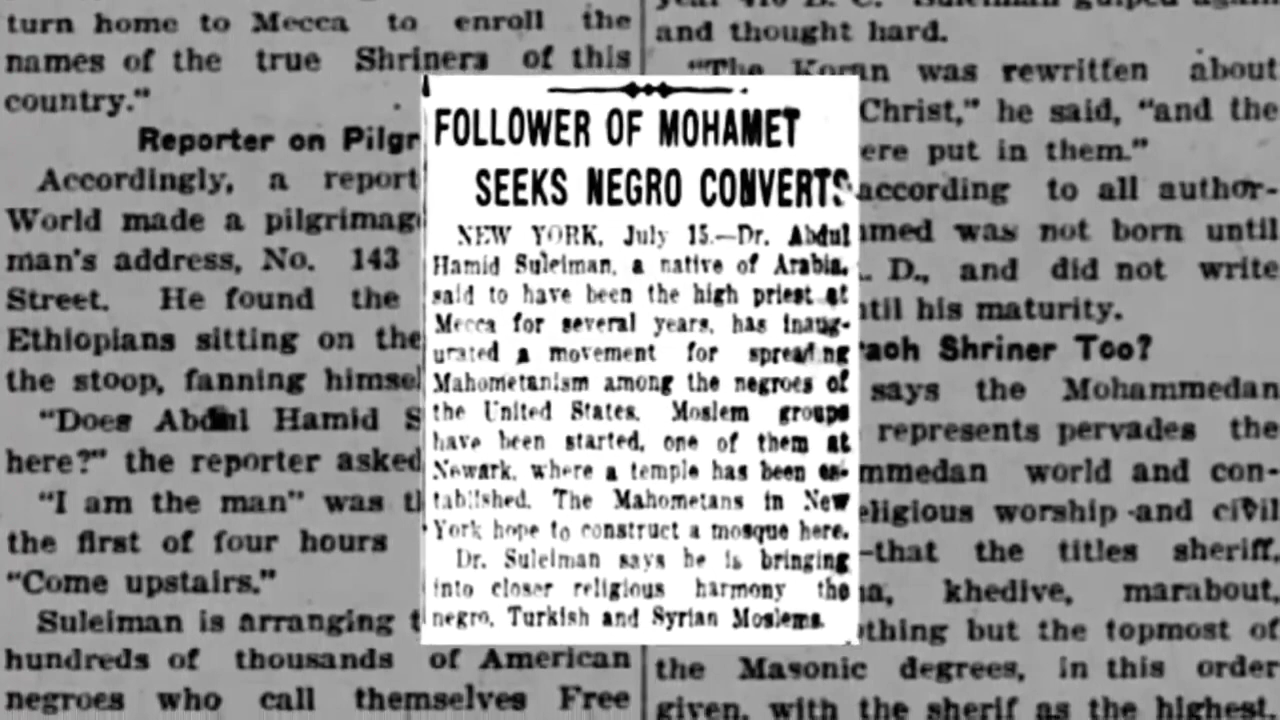 turn home to Mecca to enroll the
names of the true Shriners of this
country."
Reporter on Pilgr
Accordingly, a report
World made a pilgrimag
man's address, No. 143
Street. He found the
Ethiopians sitting on the
the stoop, fanning himsel
"Does Abdul Hamid S
here?" the reporter asked
"I am the man" was th
the first of four hours
"Come upstairs."
Suleiman is arranging t
hundreds of thousands of American
negroes who call themselves Free
FOLLOWER OF MOHAMET
SEEKS NEGRO CONVERTS
NEW YORK, July 15.—Dr. Abdul
Hamid Suleiman, a native of Arabia,
said to have been the high priest at
Mecca for several years, has inaug-
urated a movement for spreading
Mahometanism among the negroes of
the United States. Moslem groups
have been started, one of them at
Newark, where a temple has been es-
tablished. The Mahometans in New
York hope to construct a mosque here.
Dr. Suleiman says he is bringing
into closer religious harmony the
negro, Turkish and Syrian Moslems.
and thought hard.
"The Koran was rewritten about
Christ," he said, "and the
ere put in them."
according to all author-
med was not born until
. D., and did not write
til his maturity.
aoh Shriner Too?
says the Mohammedan
represents pervades the
mmedan world and con-
eligious worship and civil
—that the titles sheriff,
a, khedive, marabout,
thing but the topmost of
the Masonic degrees, in this order
given, with the sherif as the highest.